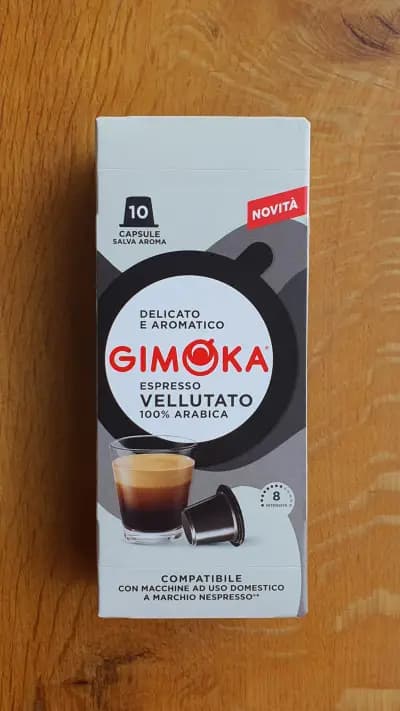 10
CAPSULE
SALVA AROMA
NOVITÀ
DELICATO
E AROMATICO
GIMOKA®
ESPRESSO
VELLUTATO
100% ARABICA
8
INTENSITÀ
COMPATIBILE
CON MACCHINE AD USO DOMESTICO
A MARCHIO NESPRESSO**